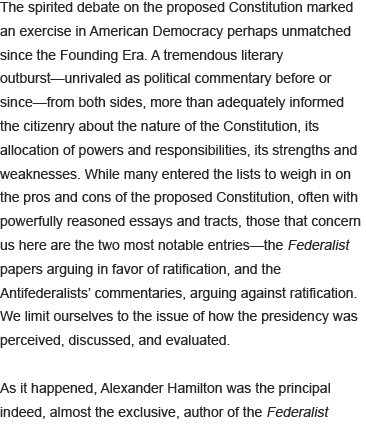 The spirited debate on the proposed Constitution marked
an exercise in American Democracy perhaps unmatched
since the Founding Era. A tremendous literary
outburst—unrivaled as political commentary before or
since—from both sides, more than adequately informed
the citizenry about the nature of the Constitution, its
allocation of powers and responsibilities, its strengths and
weaknesses. While many entered the lists to weigh in on
the pros and cons of the proposed Constitution, often with
powerfully reasoned essays and tracts, those that concern
us here are the two most notable entries—the Federalist
papers arguing in favor of ratification, and the
Antifederalists’ commentaries, arguing against ratification.
We limit ourselves to the issue of how the presidency was
perceived, discussed, and evaluated.
As it happened, Alexander Hamilton was the principal
indeed, almost the exclusive, author of the Federalist